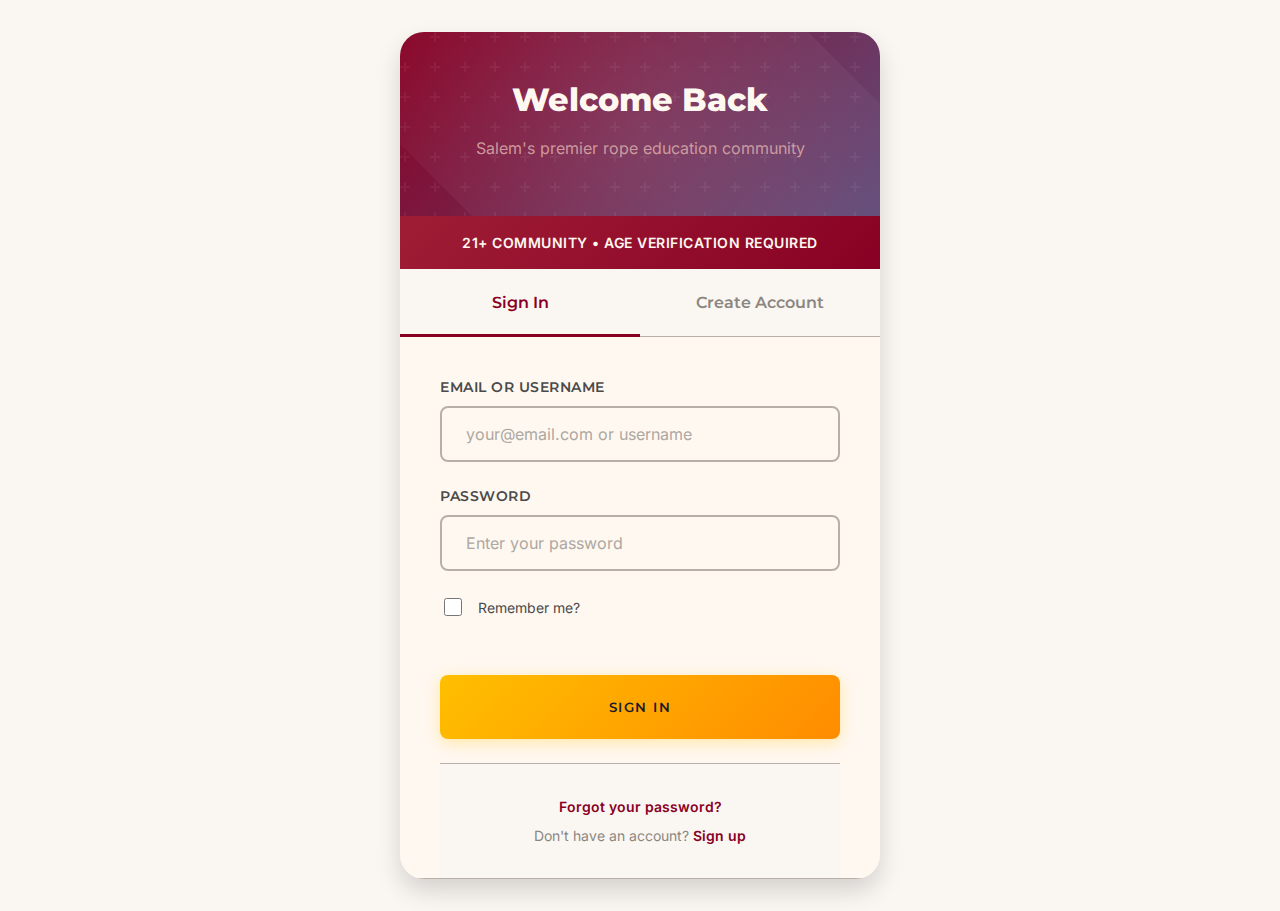 Welcome Back
Salem's premier rope education community
21+ COMMUNITY • AGE VERIFICATION REQUIRED
Sign In
Create Account
EMAIL OR USERNAME
your@email.com or username
PASSWORD
Enter your password
Remember me?
SIGN IN
Forgot your password?
Don't have an account? Sign up